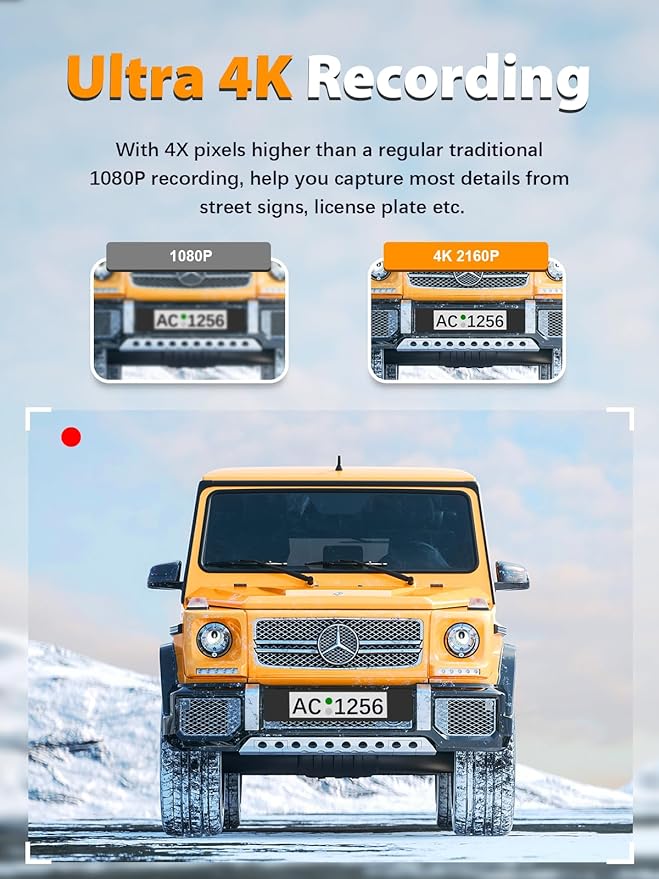 Ultra 4K Recording
With 4X pixels higher than a regular traditional
1080P recording, help you capture most details from
street signs, license plate etc.
1080P
4K 2160P
AC 1256
AC 1256
AC 1256